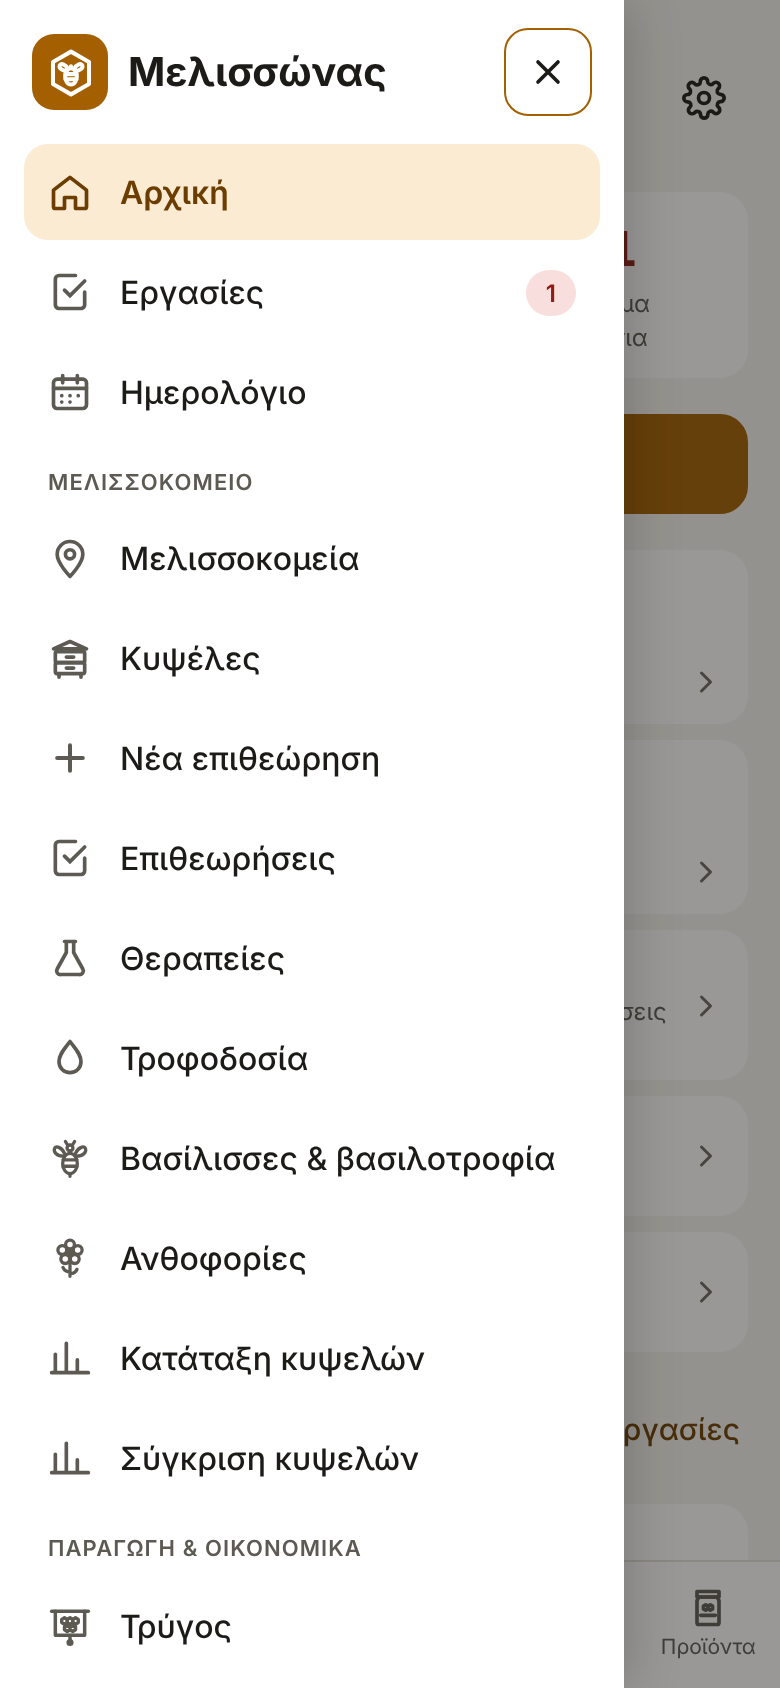 Μελισσώνας
Αρχική
Εργασίες 1
Ημερολόγιο
ΜΕΛΙΣΣΟΚΟΜΕΙΟ
Μελισσοκομεία
Κυψέλες
Νέα επιθεώρηση
Επιθεωρήσεις
Θεραπείες
Τροφοδοσία
Βασίλισσες & βασιλοτροφία
Ανθοφορίες
Κατάταξη κυψελών
Σύγκριση κυψελών
ΠΑΡΑΓΩΓΗ & ΟΙΚΟΝΟΜΙΚΑ
Τρύγος
Προϊόντα